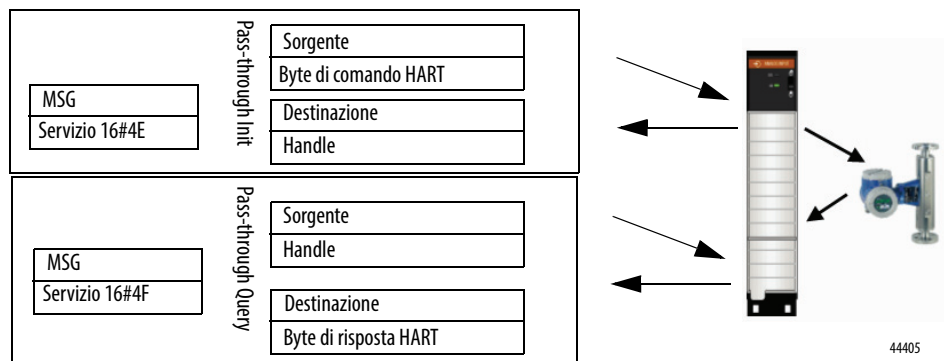 Pass-through Init
MSG
Servizio 16#4E
Sorgente
Byte di comando HART
Destinazione
Handle
Pass-through Query
MSG
Servizio 16#4F
Sorgente
Handle
Destinazione
Byte di risposta HART
44405